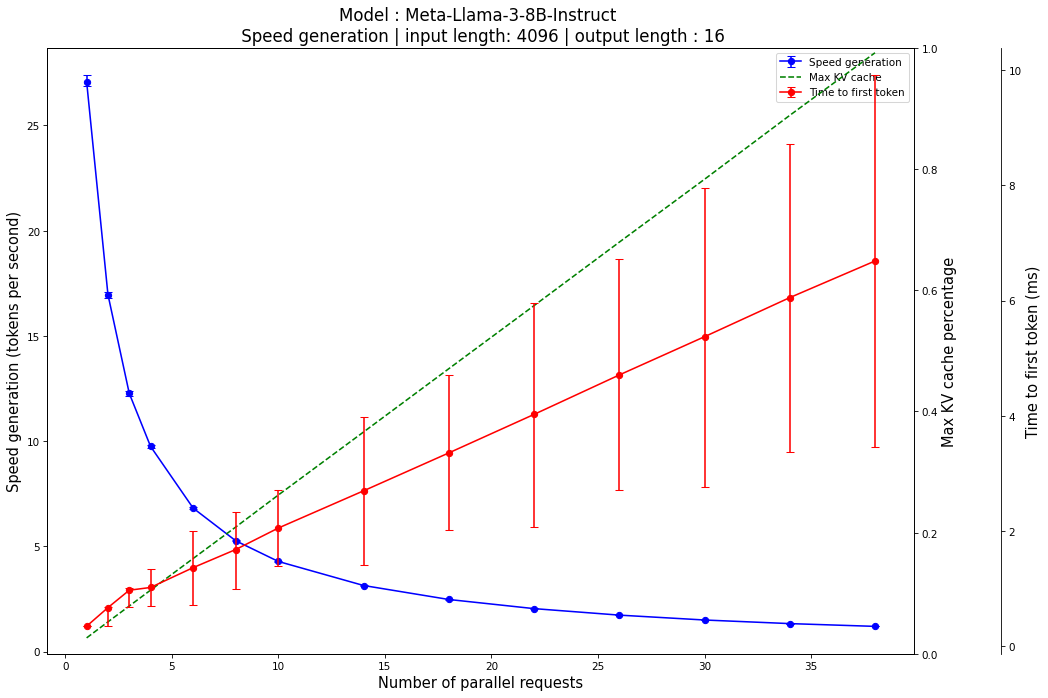 Model : Meta-Llama-3-8B-Instruct
Speed generation | input length: 4096 | output length : 16
Speed generation
Max KV cache
Time to first token
Speed generation (tokens per second)
25
20
15
10
5
0
0
5
10
15
20
25
30
35
Number of parallel requests
1.0
0.8
0.6
0.4
0.2
0.0
Max KV cache percentage
10
8
6
4
2
0
Time to first token (ms)